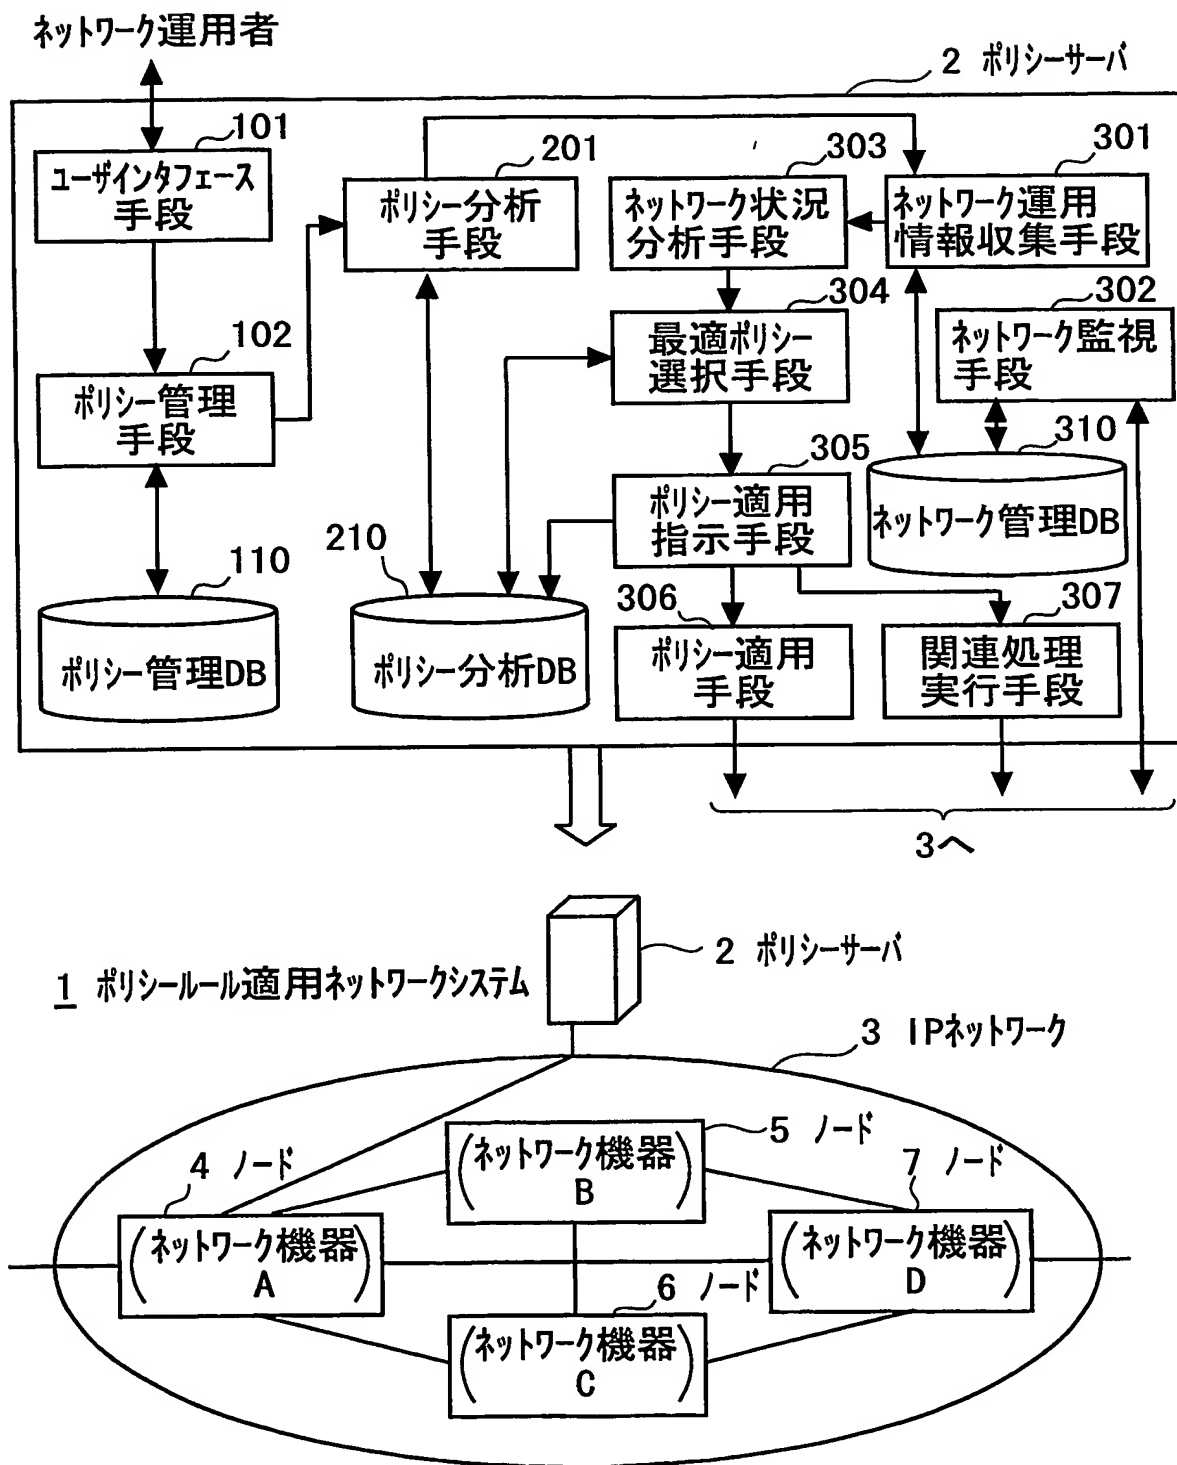 ネットワーク運用者
2 ポリシーサーバ
101
ユーザインタフェース
手段
201
ポリシー分析
手段
303
ネットワーク状況
分析手段
301
ネットワーク運用
情報収集手段
102
ポリシー管理
手段
304
最適ポリシー
選択手段
302
ネットワーク監視
手段
305
ポリシー適用
指示手段
310
ネットワーク管理DB
110
ポリシー管理DB
210
ポリシー分析DB
306
ポリシー適用
手段
307
関連処理
実行手段
3へ
2 ポリシーサーバ
1 ポリシールール適用ネットワークシステム
3 IPネットワーク
4 ノード
(ネットワーク機器
A)
5 ノード
(ネットワーク機器
B)
7 ノード
(ネットワーク機器
D)
6 ノード
(ネットワーク機器
C)